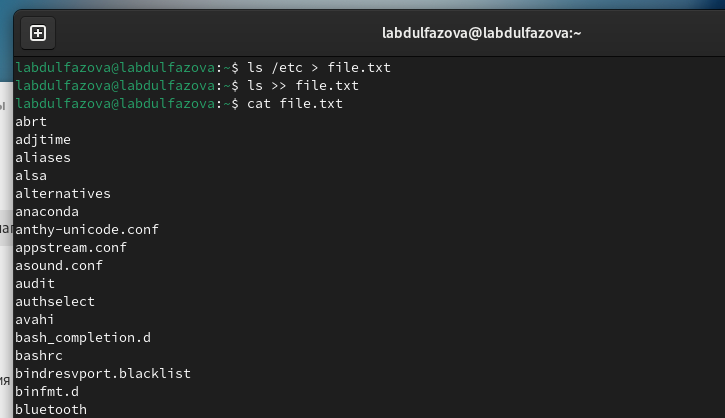 labdulfazova@labdulfazova:~
labdulfazova@labdulfazova:~$ ls /etc > file.txt
labdulfazova@labdulfazova:~$ ls >> file.txt
labdulfazova@labdulfazova:~$ cat file.txt
abrt
adjtime
aliases
alsa
alternatives
anaconda
anthy-unicode.conf
appstream.conf
asound.conf
audit
authselect
avahi
bash_completion.d
bashrc
bindresvport.blacklist
binfmt.d
bluetooth